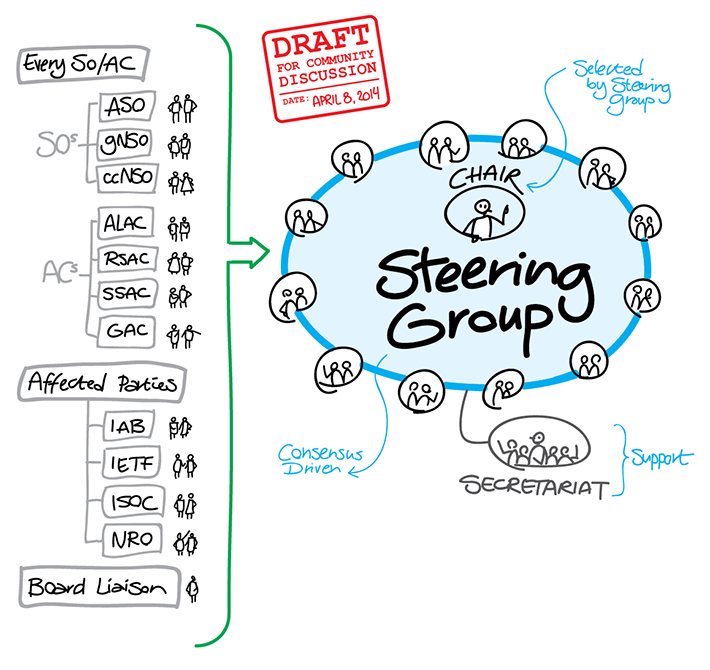 Every So/AC
SOs
ASO
gNSO
ccNSO
ACs
ALAC
RSAC
SSAC
GAC
Affected Parties
IAB
IETF
ISOC
NRO
Board Liaison
DRAFT
FOR COMMUNITY
DISCUSSION
DATE: APRIL 8, 2014
Selected
by Steering
Group
CHAIR
Steering
Group
Consensus
Driven
SECRETARIAT
Support